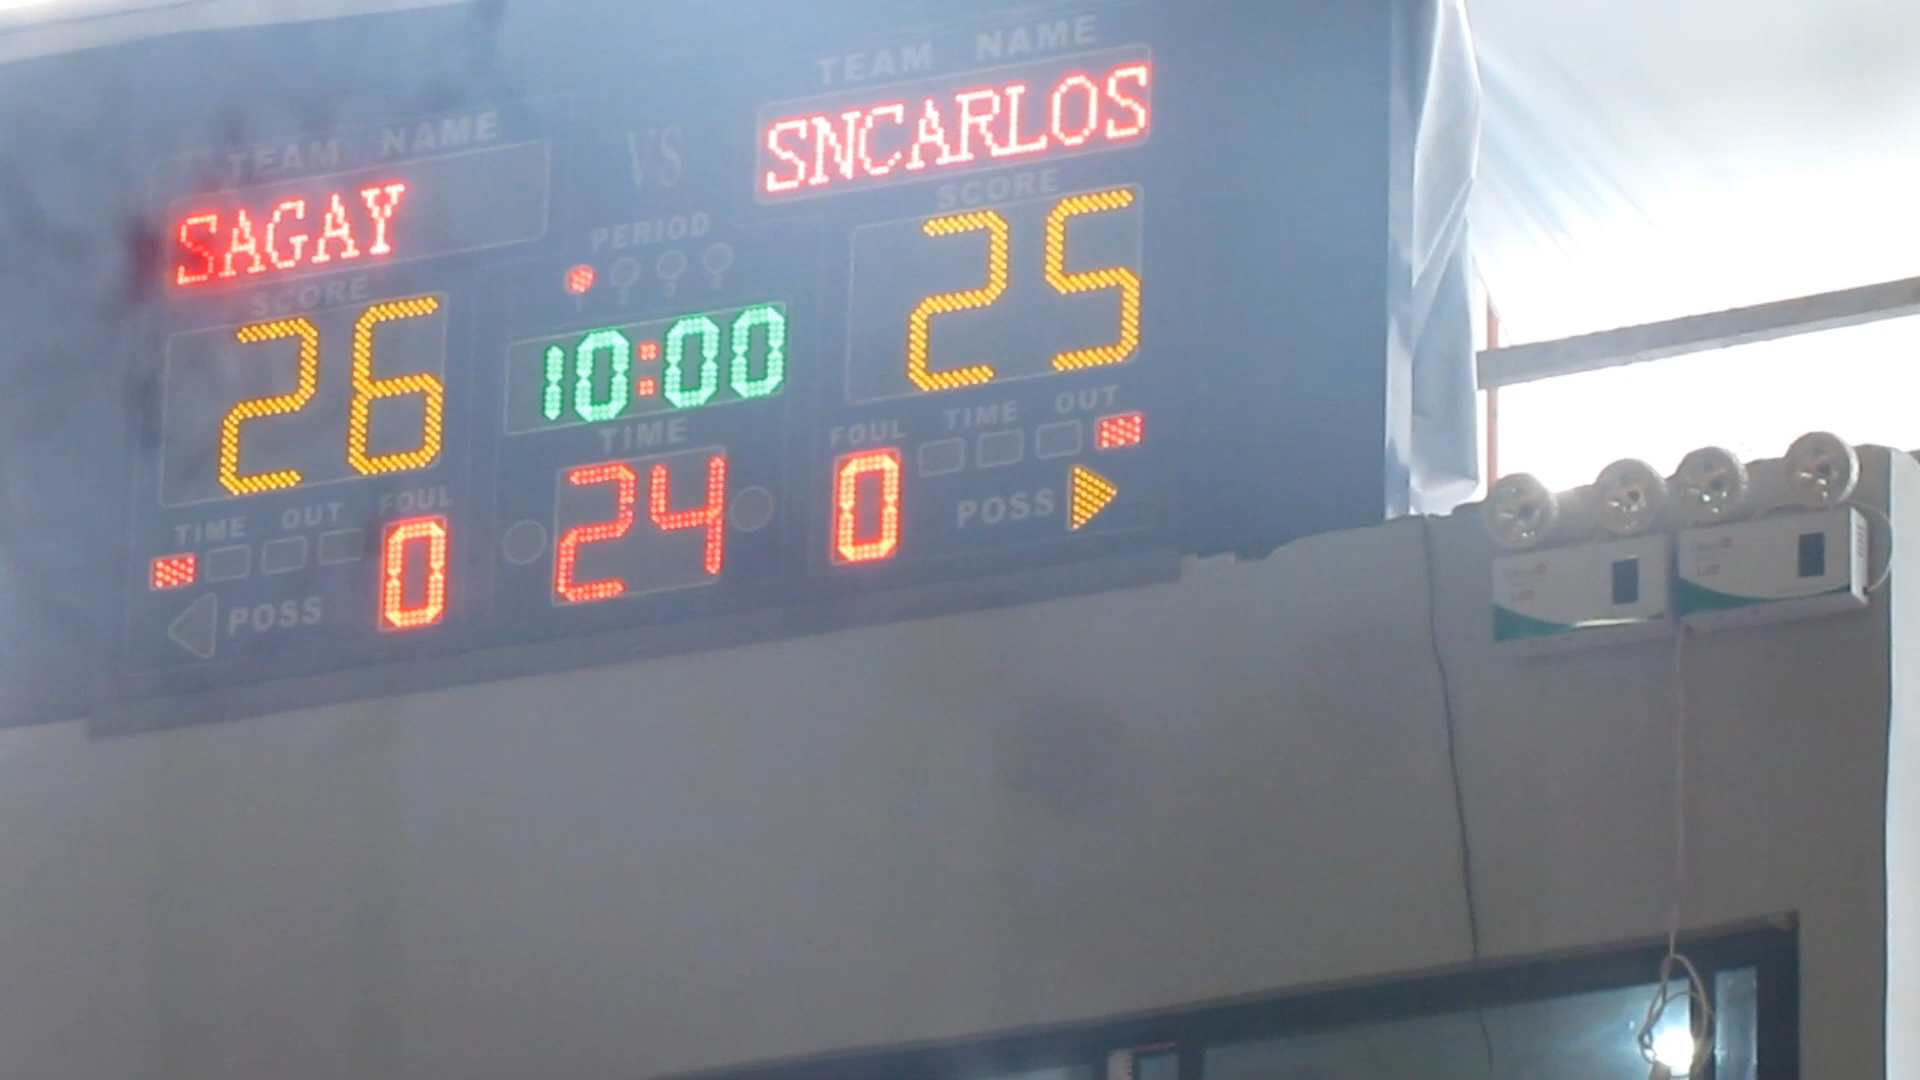 TEAM NAME
SAGAY
SCORE
26
TIME OUT
FOUL
0
POSS
VS
PERIOD
10:00
TIME
24
TEAM NAME
SNCARLOS
SCORE
25
FOUL
0
TIME OUT
POSS